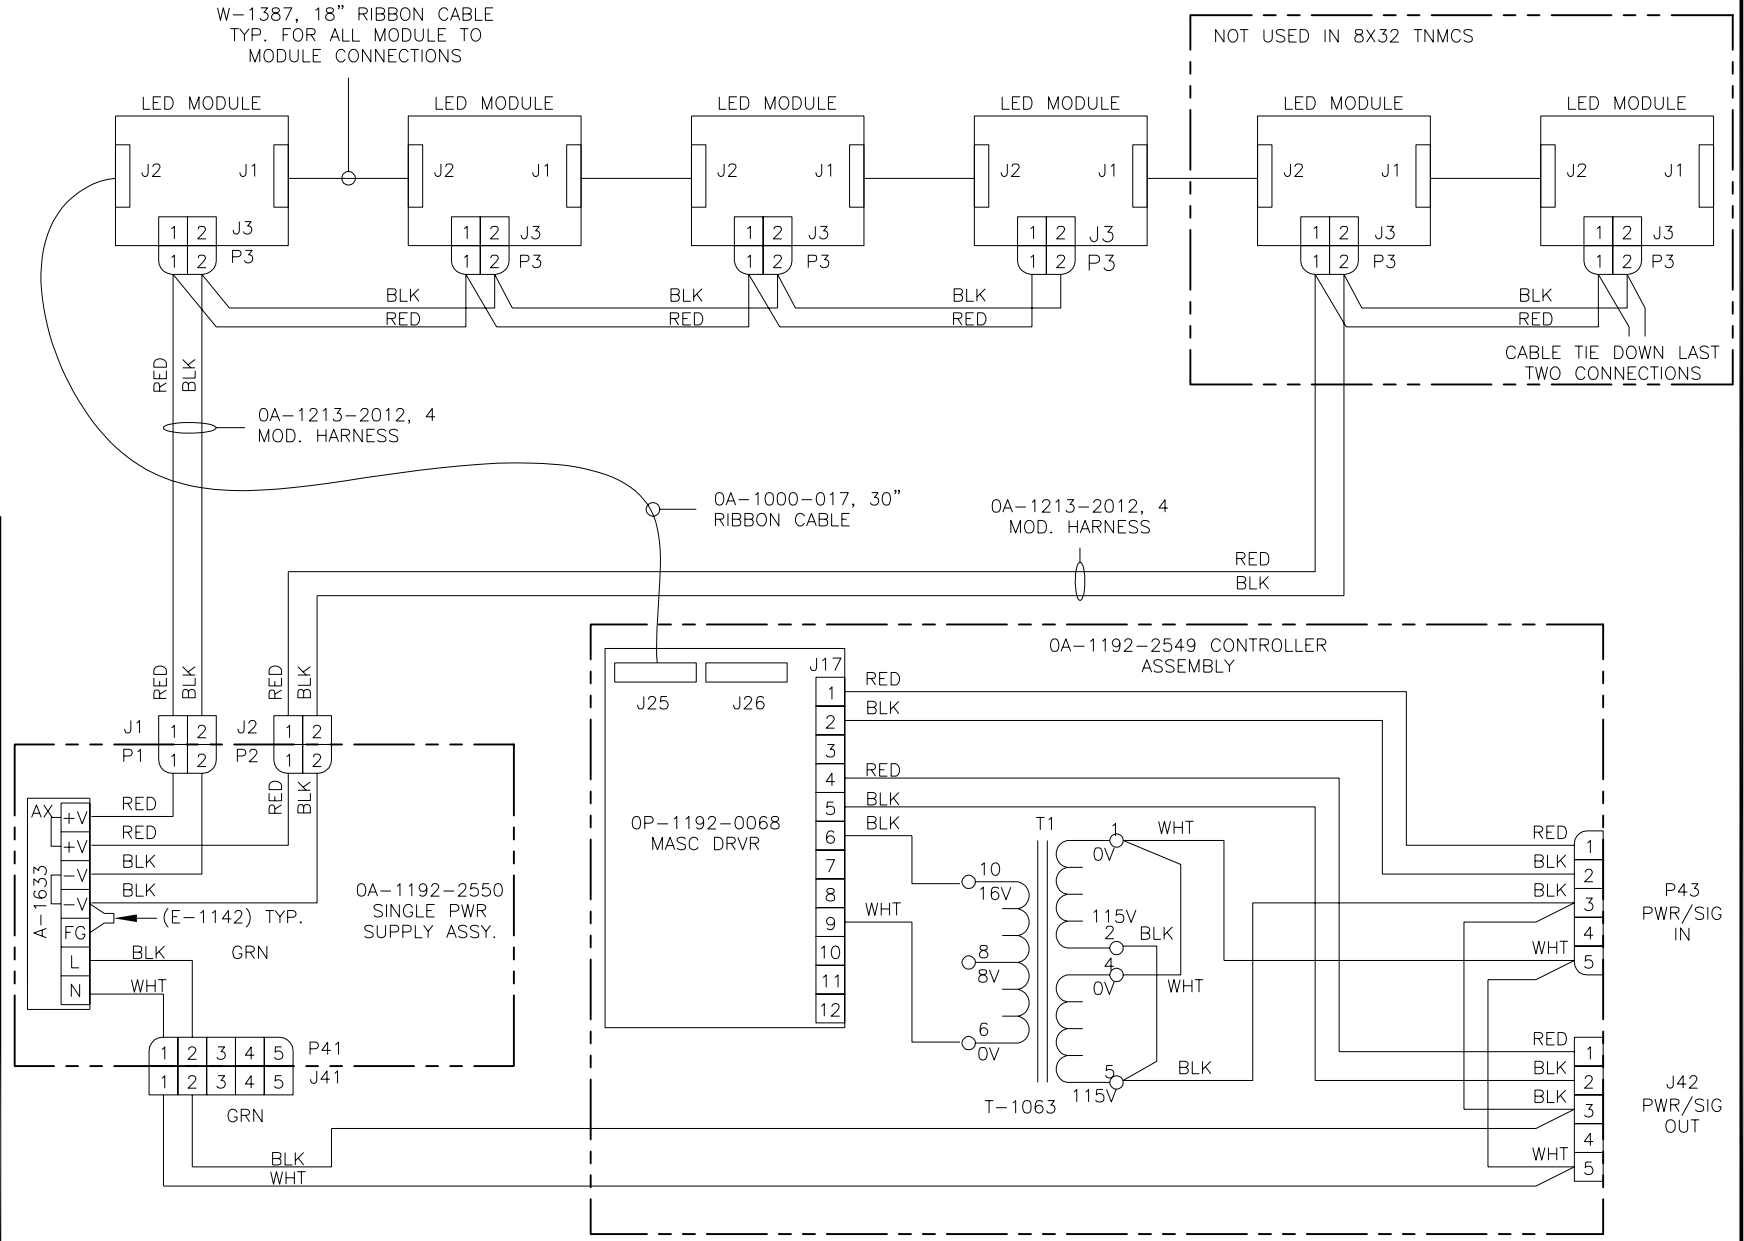 W-1387, 18" RIBBON CABLE
TYP. FOR ALL MODULE TO
MODULE CONNECTIONS
NOT USED IN 8X32 TNMCS
LED MODULE
LED MODULE
LED MODULE
LED MODULE
LED MODULE
LED MODULE
J2 J1
J2 J1
J2 J1
J2 J1
J2 J1
J2 J1
1 2 J3
1 2 P3
1 2 J3
1 2 P3
1 2 J3
1 2 P3
1 2 J3
1 2 P3
1 2 J3
1 2 P3
1 2 J3
1 2 P3
BLK
RED
BLK
RED
BLK
RED
BLK
RED
CABLE TIE DOWN LAST
TWO CONNECTIONS
RED
BLK
0A-1213-2012, 4
MOD. HARNESS
0A-1000-017, 30"
RIBBON CABLE
0A-1213-2012, 4
MOD. HARNESS
RED
BLK
RED
BLK
RED
BLK
J1 1 2
P1 1 2
J2 1 2
P2 1 2
RED
BLK
AX
A-1633
+V
+V
-V
-V
FG
L
N
RED
RED
BLK
BLK
(E-1142) TYP.
GRN
BLK
WHT
0A-1192-2550
SINGLE PWR
SUPPLY ASSY.
1 2 3 4 5 P41
1 2 3 4 5 J41
GRN
BLK
WHT
0A-1192-2549 CONTROLLER
ASSEMBLY
J25
J26
J17
0P-1192-0068
MASC DRVR
1
2
3
4
5
6
7
8
9
10
11
12
RED
BLK
RED
BLK
BLK
WHT
T1
10
16V
8
8V
6
0V
1
0V
115V
2
4
0V
5
115V
WHT
BLK
WHT
BLK
T-1063
RED
BLK
BLK
WHT
1
2
3
4
5
P43
PWR/SIG
IN
RED
BLK
BLK
WHT
1
2
3
4
5
J42
PWR/SIG
OUT